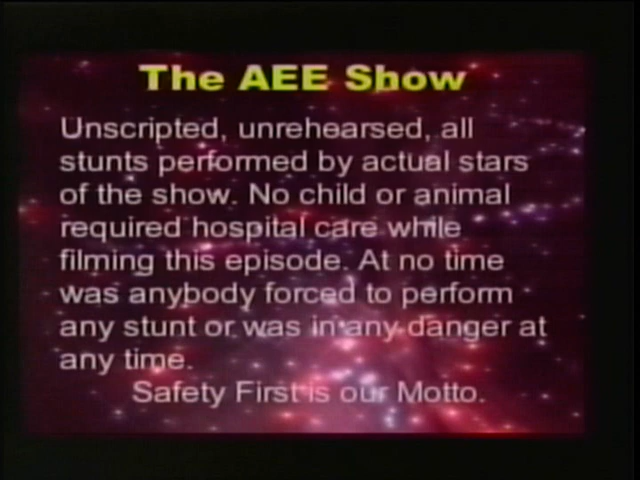 The AEE Show
Unscripted, unrehearsed, all
stunts performed by actual stars
of the show. No child or animal
required hospital care while
filming this episode. At no time
was anybody forced to perform
any stunt or was in any danger at
any time.
Safety First is our Motto.